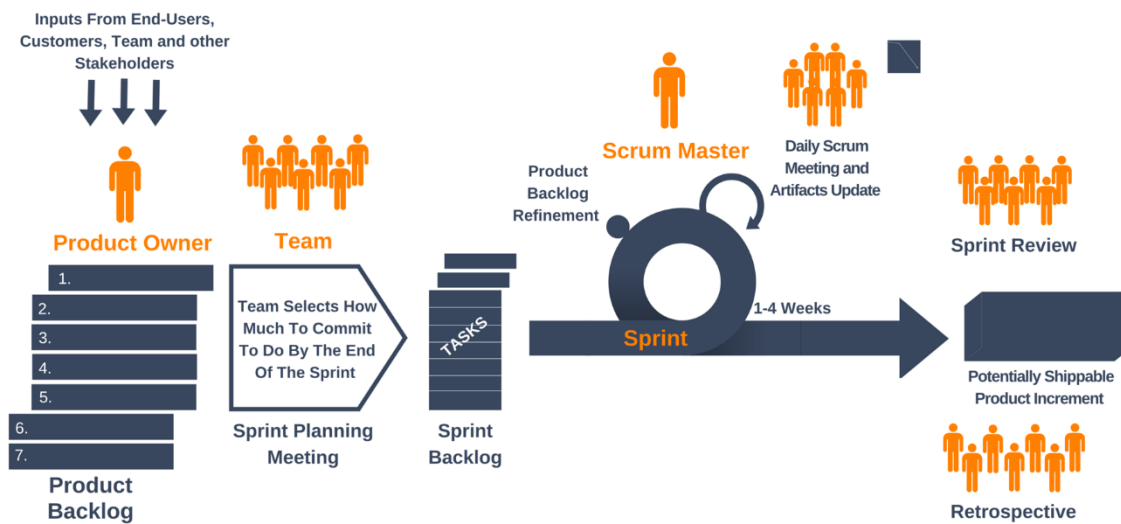 Inputs From End-Users,
Customers, Team and other
Stakeholders
Product Owner
Team
1.
2.
3.
4.
5.
6.
7.
Product
Backlog
Team Selects How
Much To Commit
To Do By The End
Of The Sprint
Sprint Planning
Meeting
TASKS
Sprint
Backlog
Scrum Master
Product
Backlog
Refinement
Daily Scrum
Meeting and
Artifacts Update
1-4 Weeks
Sprint
Sprint Review
Potentially Shippable
Product Increment
Retrospective